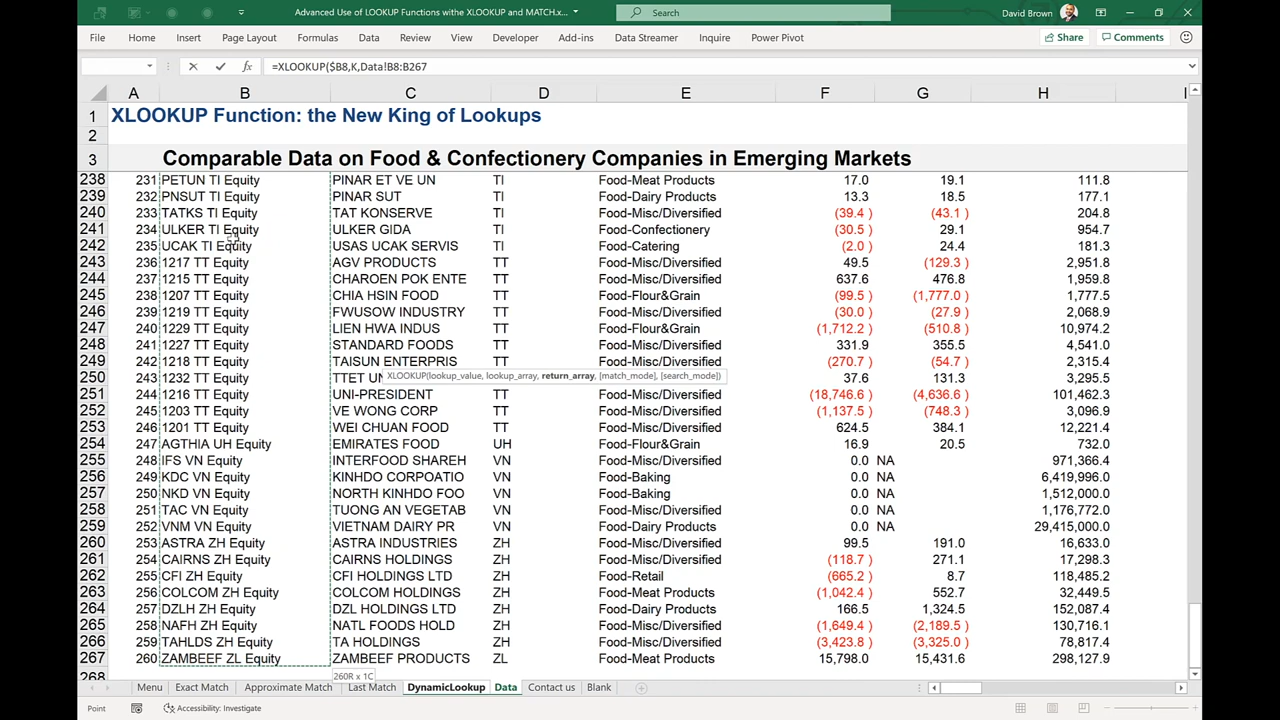 Advanced Use of LOOKUP Functions withe the XLOOKUP and MATCH.x...
Search
David Brown
File Home Insert Page Layout Formulas Data Review View Developer Add-ins Data Streamer Inquire Power Pivot Share Comments
fx =XLOOKUP($B8,K,Data!B8:B267
A B C D E F G H I
1 XLOOKUP Function: the New King of Lookups
2
3 Comparable Data on Food & Confectionery Companies in Emerging Markets
238 231 PETUN TI Equity PINAR ET VE UN TI Food-Meat Products 17.0 19.1 111.8
239 232 PNSUT TI Equity PINAR SUT TI Food-Dairy Products 13.3 18.5 177.1
240 233 TATKS TI Equity TAT KONSERVE TI Food-Misc/Diversified (39.4 ) (43.1 ) 204.8
241 234 ULKER TI Equity ULKER GIDA TI Food-Confectionery (30.5 ) 29.1 954.7
242 235 UCAK TI Equity USAS UCAK SERVIS TI Food-Catering (2.0 ) 24.4 181.3
243 236 1217 TT Equity AGV PRODUCTS TT Food-Misc/Diversified 49.5 (129.3 ) 2,951.8
244 237 1215 TT Equity CHAROEN POK ENTE TT Food-Misc/Diversified 637.6 476.8 1,959.8
245 238 1207 TT Equity CHIA HSIN FOOD TT Food-Flour&Grain (99.5 ) (1,777.0 ) 1,777.5
246 239 1219 TT Equity FWUSOW INDUSTRY TT Food-Misc/Diversified (30.0 ) (27.9 ) 2,068.9
247 240 1229 TT Equity LIEN HWA INDUS TT Food-Flour&Grain (1,712.2 ) (510.8 ) 10,974.2
248 241 1227 TT Equity STANDARD FOODS TT Food-Misc/Diversified 331.9 355.5 4,541.0
249 242 1218 TT Equity TAISUN ENTERPRIS TT Food-Misc/Diversified (270.7 ) (54.7 ) 2,315.4
250 243 1232 TT Equity TTET UN 37.6 131.3 3,295.5
XLOOKUP(lookup_value, lookup_array, return_array, [match_mode], [search_mode])
251 244 1216 TT Equity UNI-PRESIDENT TT Food-Misc/Diversified (18,746.6 ) (4,636.6 ) 101,462.3
252 245 1203 TT Equity VE WONG CORP TT Food-Misc/Diversified (1,137.5 ) (748.3 ) 3,096.9
253 246 1201 TT Equity WEI CHUAN FOOD TT Food-Misc/Diversified 624.5 384.1 12,221.4
254 247 AGTHIA UH Equity EMIRATES FOOD UH Food-Flour&Grain 16.9 20.5 732.0
255 248 IFS VN Equity INTERFOOD SHAREH VN Food-Misc/Diversified 0.0 NA 971,366.4
256 249 KDC VN Equity KINHDO CORPOATIO VN Food-Baking 0.0 NA 6,419,996.0
257 250 NKD VN Equity NORTH KINHDO FOO VN Food-Baking 0.0 NA 1,512,000.0
258 251 TAC VN Equity TUONG AN VEGETAB VN Food-Misc/Diversified 0.0 NA 1,176,772.0
259 252 VNM VN Equity VIETNAM DAIRY PR VN Food-Dairy Products 0.0 NA 29,415,000.0
260 253 ASTRA ZH Equity ASTRA INDUSTRIES ZH Food-Misc/Diversified 99.5 191.0 16,633.0
261 254 CAIRNS ZH Equity CAIRNS HOLDINGS ZH Food-Misc/Diversified (118.7 ) 271.1 17,298.3
262 255 CFI ZH Equity CFI HOLDINGS LTD ZH Food-Retail (665.2 ) 8.7 118,485.2
263 256 COLCOM ZH Equity COLCOM HOLDINGS ZH Food-Meat Products (1,042.4 ) 552.7 32,449.5
264 257 DZLH ZH Equity DZL HOLDINGS LTD ZH Food-Dairy Products 166.5 1,324.5 152,087.4
265 258 NAFH ZH Equity NATL FOODS HOLD ZH Food-Misc/Diversified (1,649.4 ) (2,189.5 ) 130,716.1
266 259 TAHLDS ZH Equity TA HOLDINGS ZH Food-Misc/Diversified (3,423.8 ) (3,325.0 ) 78,817.4
267 260 ZAMBEEF ZL Equity ZAMBEEF PRODUCTS ZL Food-Meat Products 15,798.0 15,431.6 298,127.9
268 260R x 1C
Menu Exact Match Approximate Match Last Match DynamicLookup Data Contact us Blank
Point Accessibility: Investigate